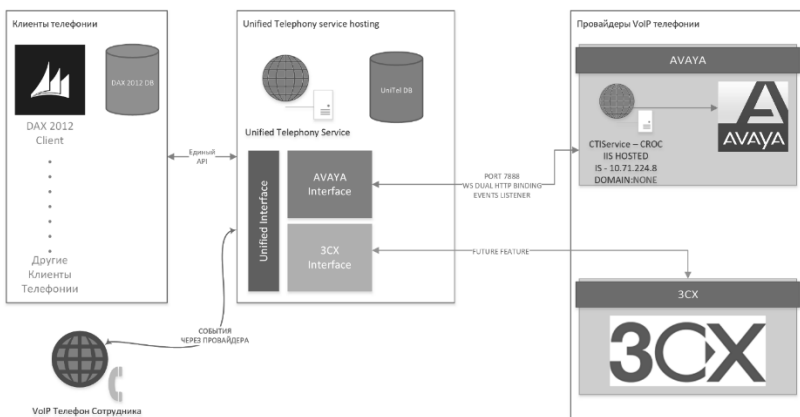 Клиенты телефонии
DAX 2012 DB
DAX 2012
Client
Другие
Клиенты
Телефонии
Единый
API
Unified Telephony service hosting
UniTel DB
Unified Telephony Service
Unified Interface
AVAYA
Interface
3CX
Interface
PORT 7888
WS DUAL HTTP BINDING
EVENTS LISTENER
FUTURE FEATURE
СОБЫТИЯ
ЧЕРЕЗ ПРОВАЙДЕРА
VoIP Телефон Сотрудника
Провайдеры VoIP телефонии
AVAYA
CTIService – CROC
IIS HOSTED
IS - 10.71.224.8
DOMAIN:NONE
AVAYA
3CX
3CX